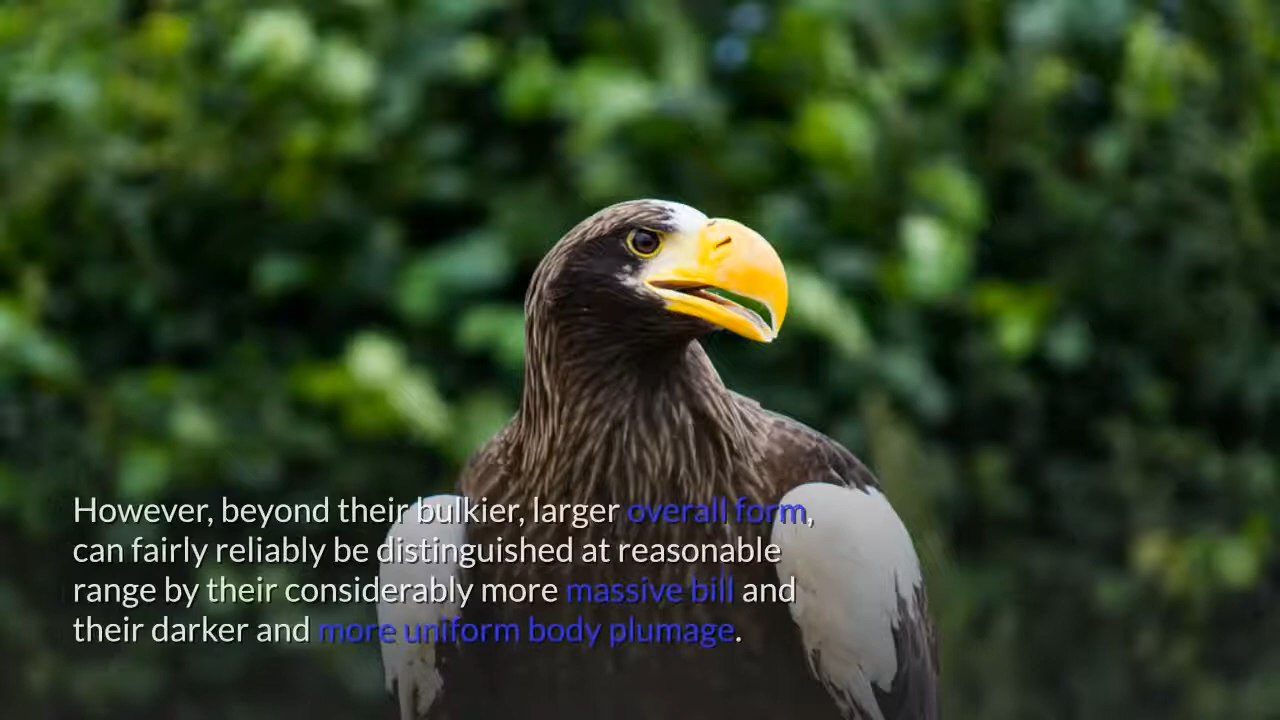 However, beyond their bulkier, larger overall form,
can fairly reliably be distinguished at reasonable
range by their considerably more massive bill and
their darker and more uniform body plumage.